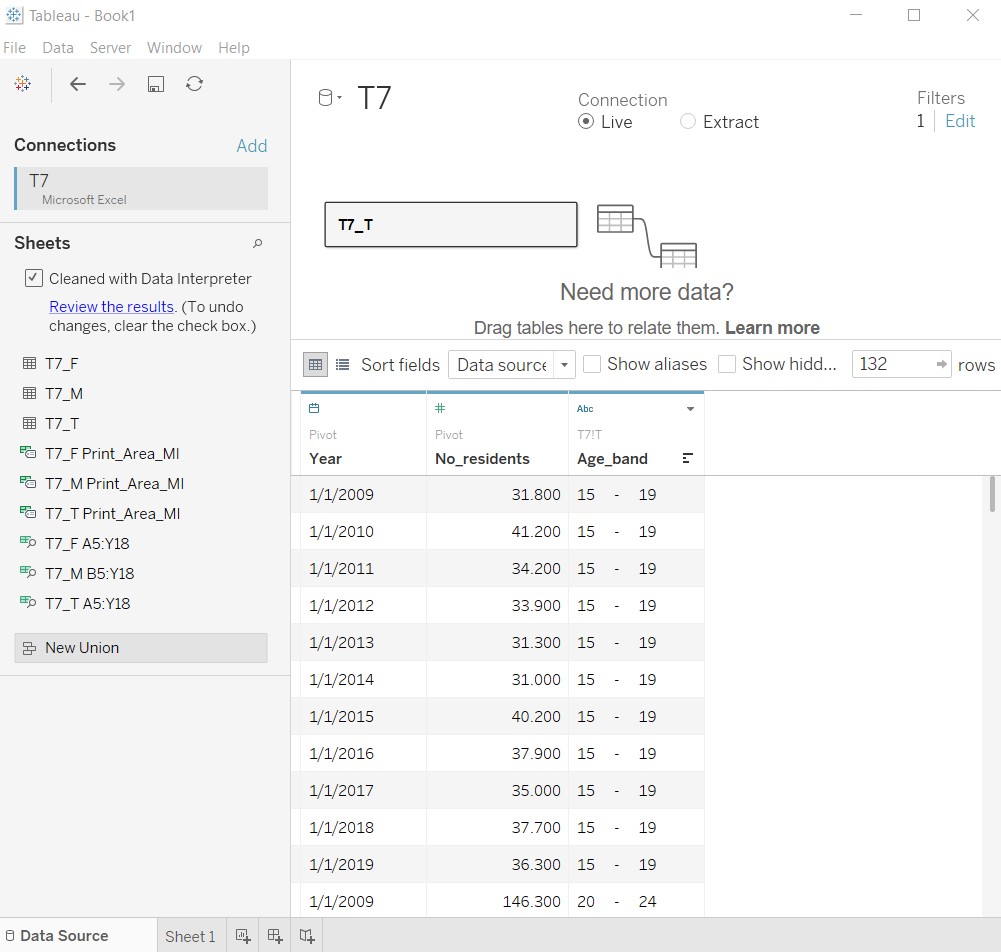 Tableau - Book1
File Data Server Window Help
Connections Add
T7
Microsoft Excel
Sheets
Cleaned with Data Interpreter
Review the results. (To undo
changes, clear the check box.)
T7_F
T7_M
T7_T
T7_F Print_Area_MI
T7_M Print_Area_MI
T7_T Print_Area_MI
T7_F A5:Y18
T7_M B5:Y18
T7_T A5:Y18
New Union
T7
Connection
Live Extract
Filters
1 Edit
T7_T
Need more data?
Drag tables here to relate them. Learn more
Sort fields Data source Show aliases Show hidd... 132 rows
Abc
Pivot Pivot T7!T
Year No_residents Age_band
1/1/2009 31.800 15 - 19
1/1/2010 41.200 15 - 19
1/1/2011 34.200 15 - 19
1/1/2012 33.900 15 - 19
1/1/2013 31.300 15 - 19
1/1/2014 31.000 15 - 19
1/1/2015 40.200 15 - 19
1/1/2016 37.900 15 - 19
1/1/2017 35.000 15 - 19
1/1/2018 37.700 15 - 19
1/1/2019 36.300 15 - 19
1/1/2009 146.300 20 - 24
Data Source Sheet 1